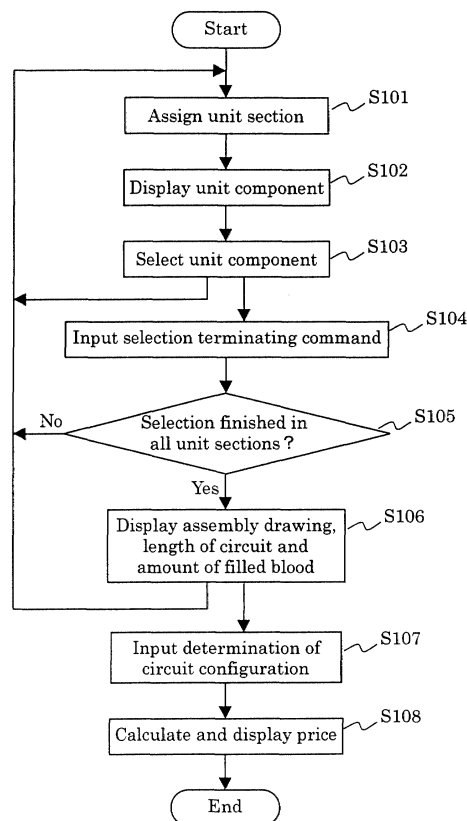 Start
Assign unit section
S101
Display unit component
S102
Select unit component
S103
Input selection terminating command
S104
Selection finished in
all unit sections?
S105
No
Yes
Display assembly drawing,
length of circuit and
amount of filled blood
S106
Input determination of
circuit configuration
S107
Calculate and display price
S108
End